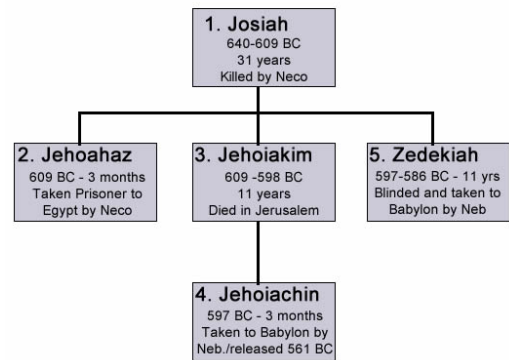 1. Josiah
640-609 BC
31 years
Killed by Neco
2. Jehoahaz
609 BC - 3 months
Taken Prisoner to
Egypt by Neco
3. Jehoiakim
609 -598 BC
11 years
Died in Jerusalem
5. Zedekiah
597-586 BC - 11 yrs
Blinded and taken to
Babylon by Neb
4. Jehoiachin
597 BC - 3 months
Taken to Babylon by
Neb./released 561 BC